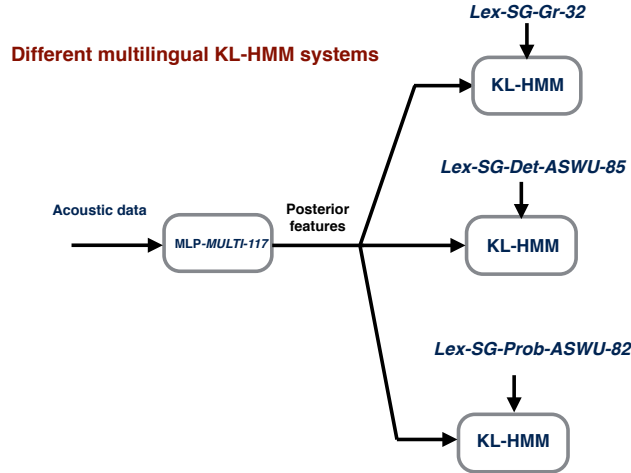 Lex-SG-Gr-32
Different multilingual KL-HMM systems
KL-HMM
Lex-SG-Det-ASWU-85
Acoustic data
Posterior
features
MLP-MULTI-117
KL-HMM
Lex-SG-Prob-ASWU-82
KL-HMM